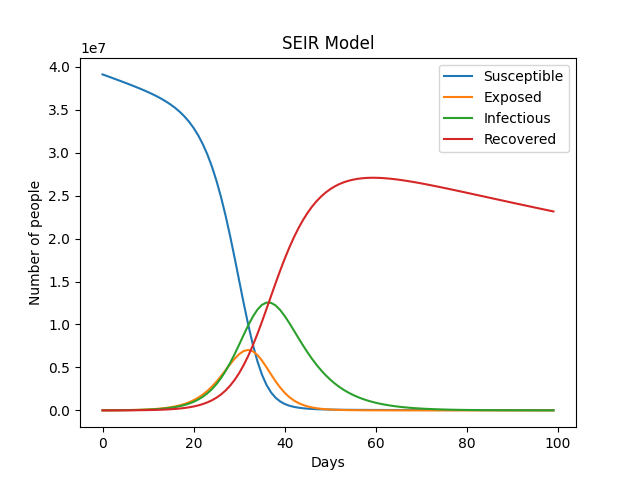 SEIR Model
1e7
4.0
3.5
3.0
2.5
2.0
1.5
1.0
0.5
0.0
Number of people
Susceptible
Exposed
Infectious
Recovered
0 20 40 60 80 100
Days